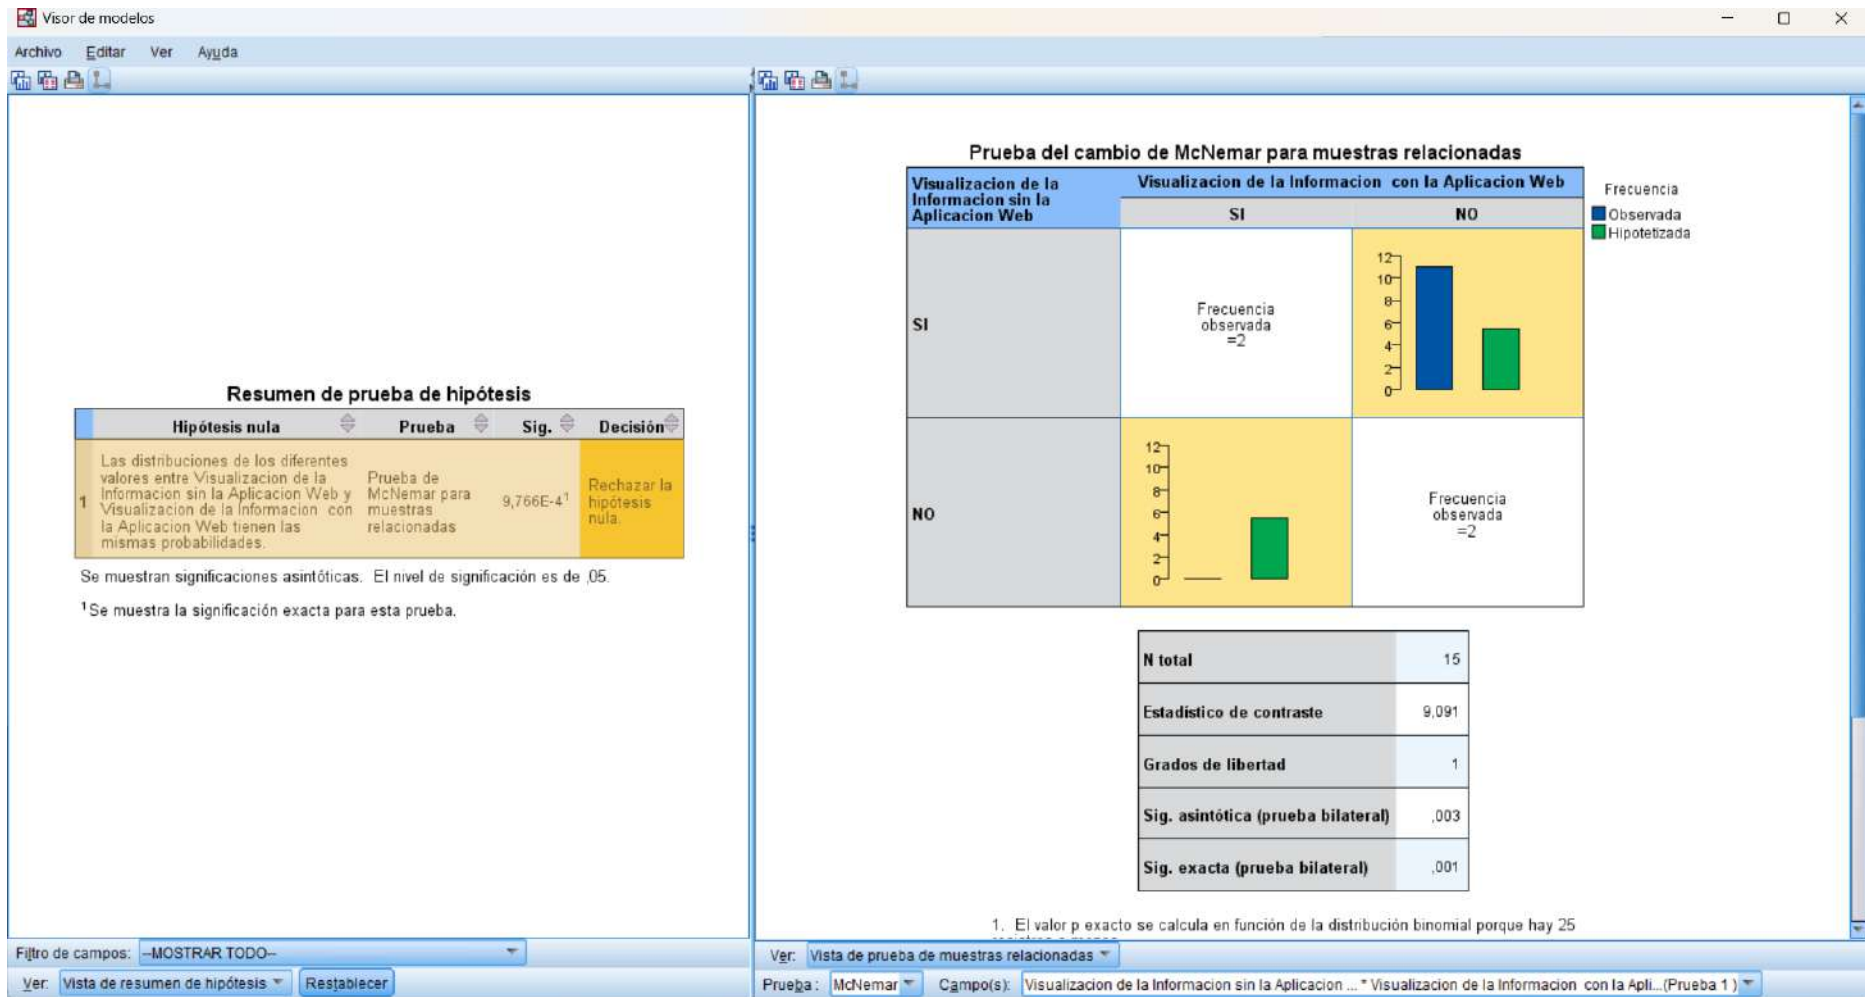 Visor de modelos
Archivo Editar Ver Ayuda
Resumen de prueba de hipótesis
Hipótesis nula Prueba Sig. Decisión
1
Las distribuciones de los diferentes
valores entre Visualizacion de la
Informacion sin la Aplicacion Web y
Visualizacion de la Informacion con
la Aplicacion Web tienen las
mismas probabilidades.
Prueba de
McNemar para
muestras
relacionadas
9,766E-4¹
Rechazar la
hipótesis
nula.
Se muestran significaciones asintóticas. El nivel de significación es de ,05.
¹Se muestra la significación exacta para esta prueba.
Filtro de campos: --MOSTRAR TODO--
Ver: Vista de resumen de hipótesis Restablecer
Prueba del cambio de McNemar para muestras relacionadas
Visualizacion de la
Informacion sin la
Aplicacion Web
Visualizacion de la Informacion con la Aplicacion Web
SI NO
Frecuencia
Observada
Hipotetizada
SI
Frecuencia
observada
=2
12
10
8
6
4
2
0
NO
12
10
8
6
4
2
0
Frecuencia
observada
=2
N total 15
Estadístico de contraste 9,091
Grados de libertad 1
Sig. asintótica (prueba bilateral) ,003
Sig. exacta (prueba bilateral) ,001
1. El valor p exacto se calcula en función de la distribución binomial porque hay 25
Ver: Vista de prueba de muestras relacionadas
Prueba: McNemar Campo(s): Visualizacion de la Informacion sin la Aplicacion ... * Visualizacion de la Informacion con la Apli...(Prueba 1 )